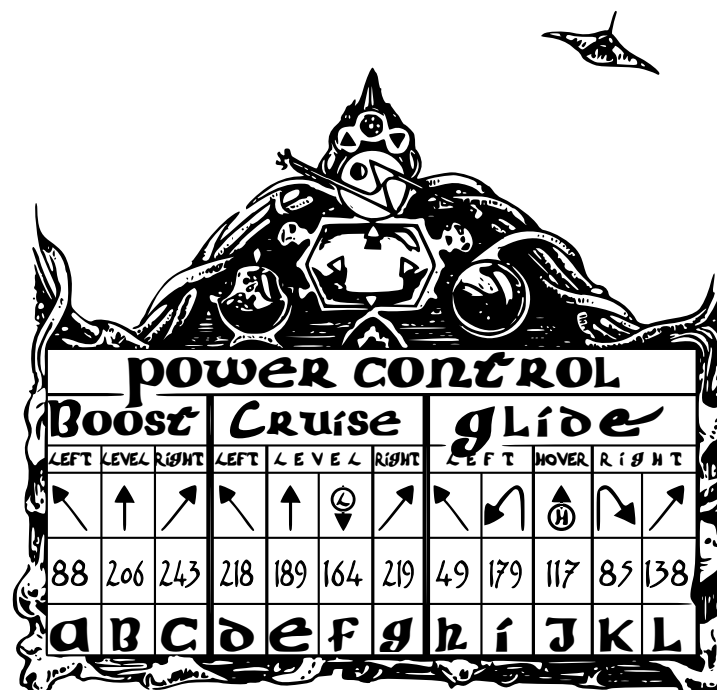 POWER CONTROL
Boost Cruise Glide
LEFT LEVEL RiGHT LEFT LEVEL RiGHT LEFT HOVER RiGHT
L
H
88 206 243 218 189 164 219 49 179 117 85 138
a B C D E F G H i J K L